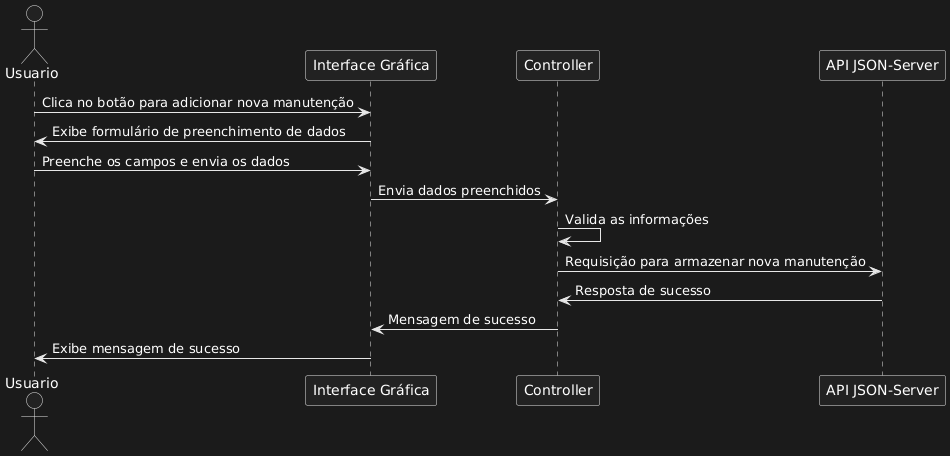 Usuario
Interface Gráfica
Controller
API JSON-Server
Clica no botão para adicionar nova manutenção
Exibe formulário de preenchimento de dados
Preenche os campos e envia os dados
Envia dados preenchidos
Valida as informações
Requisição para armazenar nova manutenção
Resposta de sucesso
Mensagem de sucesso
Exibe mensagem de sucesso
Usuario
Interface Gráfica
Controller
API JSON-Server